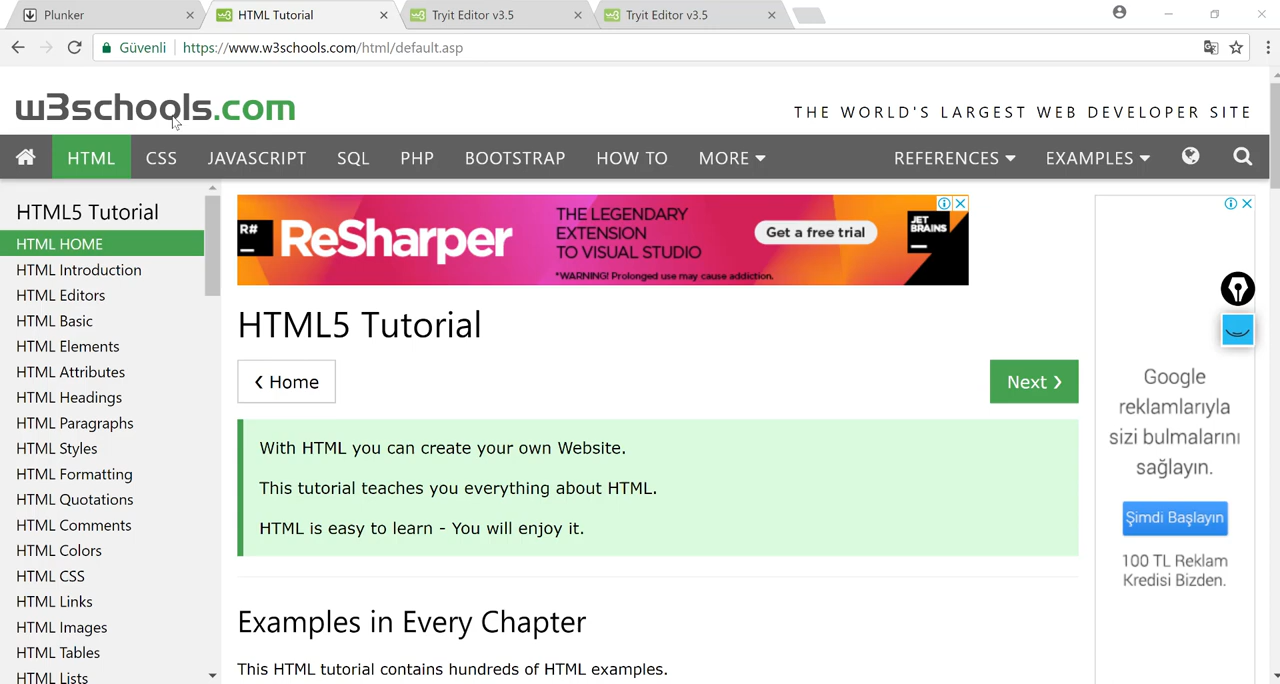 Plunker
HTML Tutorial
Tryit Editor v3.5
Tryit Editor v3.5
Güvenli
https://www.w3schools.com/html/default.asp
w3schools.com
THE WORLD'S LARGEST WEB DEVELOPER SITE
HTML
CSS
JAVASCRIPT
SQL
PHP
BOOTSTRAP
HOW TO
MORE
REFERENCES
EXAMPLES
HTML5 Tutorial
HTML HOME
HTML Introduction
HTML Editors
HTML Basic
HTML Elements
HTML Attributes
HTML Headings
HTML Paragraphs
HTML Styles
HTML Formatting
HTML Quotations
HTML Comments
HTML Colors
HTML CSS
HTML Links
HTML Images
HTML Tables
HTML Lists
R#
ReSharper
THE LEGENDARY
EXTENSION
TO VISUAL STUDIO
*WARNING! Prolonged use may cause addiction.
Get a free trial
JET
BRAINS
HTML5 Tutorial
❮ Home
Next ❯
With HTML you can create your own Website.
This tutorial teaches you everything about HTML.
HTML is easy to learn - You will enjoy it.
Examples in Every Chapter
This HTML tutorial contains hundreds of HTML examples.
Google
reklamlarıyla
sizi bulmalarını
sağlayın.
Şimdi Başlayın
100 TL Reklam
Kredisi Bizden.